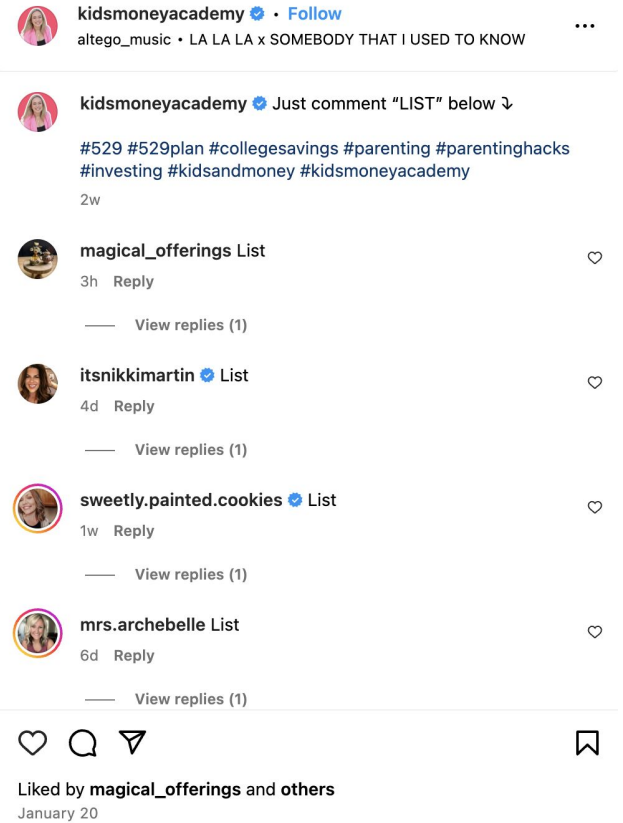 kidsmoneyacademy • Follow
altego_music • LA LA LA x SOMEBODY THAT I USED TO KNOW
kidsmoneyacademy Just comment “LIST” below ⤵
#529 #529plan #collegesavings #parenting #parentinghacks
#investing #kidsandmoney #kidsmoneyacademy
2w
magical_offerings List
3h Reply
View replies (1)
itsnikkimartin List
4d Reply
View replies (1)
sweetly.painted.cookies List
1w Reply
View replies (1)
mrs.archebelle List
6d Reply
View replies (1)
Liked by magical_offerings and others
January 20